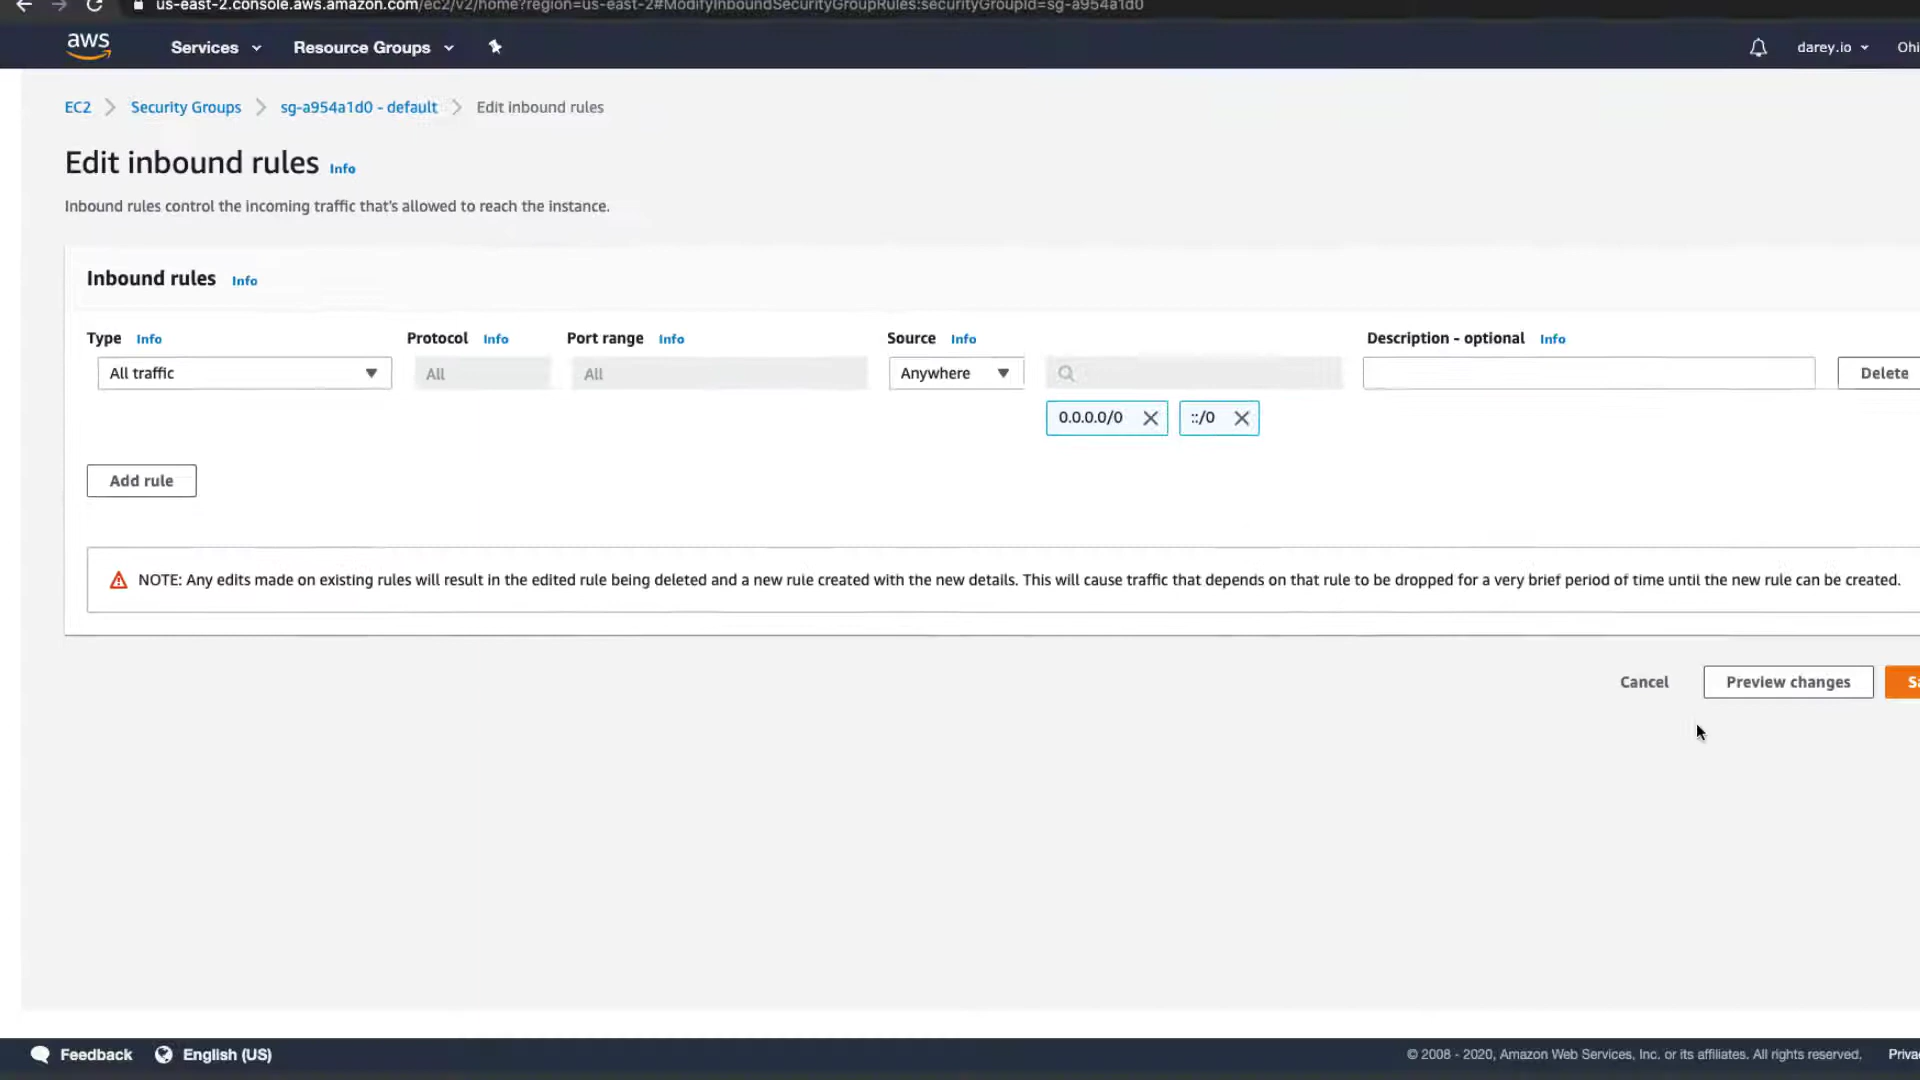 us-east-2.console.aws.amazon.com/ec2/v2/home?region=us-east-2#ModifyInboundSecurityGroupRules:securityGroupId=sg-a954a1d0
aws Services Resource Groups darey.io Ohi
EC2 Security Groups sg-a954a1d0 - default Edit inbound rules
Edit inbound rules Info
Inbound rules control the incoming traffic that's allowed to reach the instance.
Inbound rules Info
Type Info Protocol Info Port range Info Source Info Description - optional Info
All traffic All All Anywhere Delete
0.0.0.0/0 ::/0
Add rule
NOTE: Any edits made on existing rules will result in the edited rule being deleted and a new rule created with the new details. This will cause traffic that depends on that rule to be dropped for a very brief period of time until the new rule can be created.
Cancel Preview changes Sa
Feedback English (US) © 2008 - 2020, Amazon Web Services, Inc. or its affiliates. All rights reserved. Priva